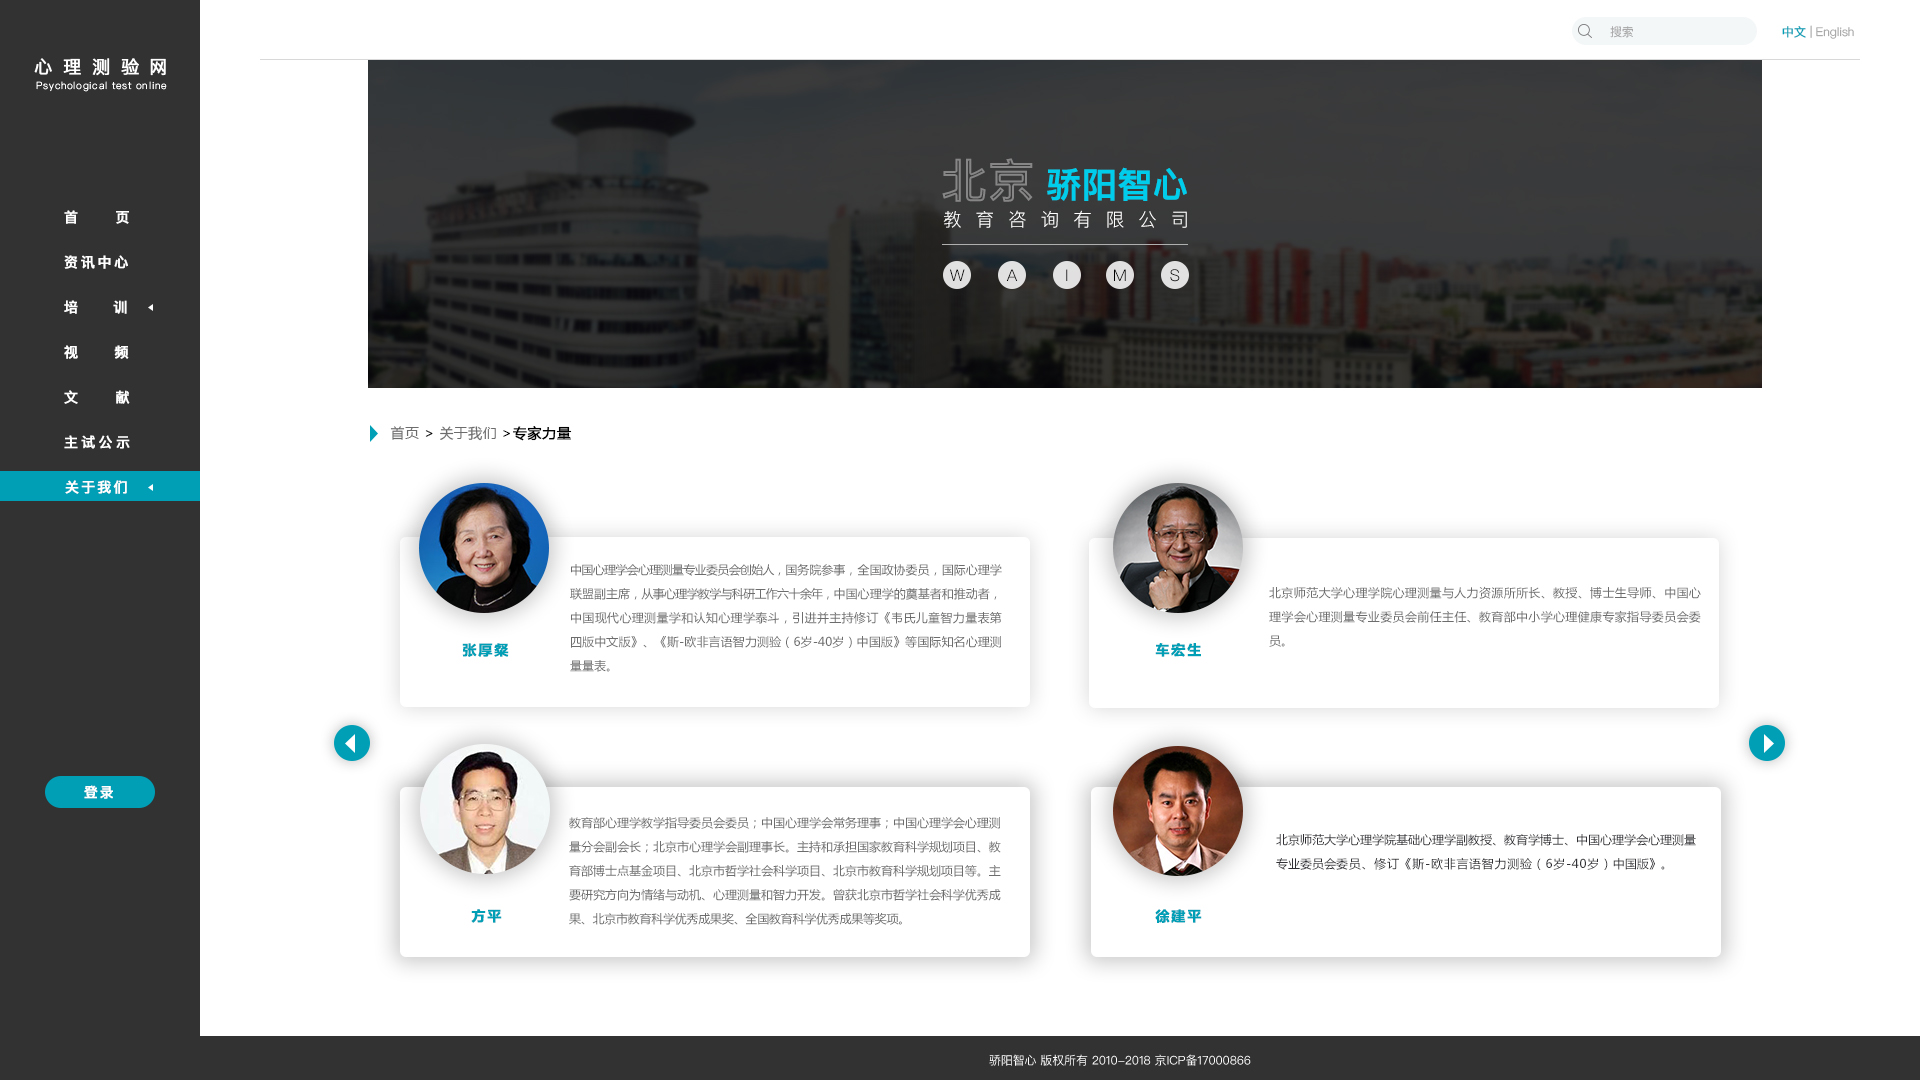 心理测验网
Psychological test online
首 页
资讯中心
培 训
视 频
文 献
主试公示
关于我们
登录
搜索
中文 | English
北京 骄阳智心
教育咨询有限公司
W A I M S
首页 > 关于我们 > 专家力量
张厚粲
中国心理学会心理测量专业委员会创始人，国务院参事，全国政协委员，国际心理学
联盟副主席，从事心理学教学与科研工作六十余年，中国心理学的奠基者和推动者，
中国现代心理测量学和认知心理学泰斗，引进并主持修订《韦氏儿童智力量表第
四版中文版》、《斯-欧非言语智力测验（6岁-40岁）中国版》等国际知名心理测
量量表。
车宏生
北京师范大学心理学院心理测量与人力资源所所长、教授、博士生导师、中国心
理学会心理测量专业委员会前任主任、教育部中小学心理健康专家指导委员会委
员。
方平
教育部心理学教学指导委员会委员；中国心理学会常务理事；中国心理学会心理测
量分会副会长；北京市心理学会副理事长。主持和承担国家教育科学规划项目、教
育部博士点基金项目、北京市哲学社会科学项目、北京市教育科学规划项目等。主
要研究方向为情绪与动机、心理测量和智力开发。曾获北京市哲学社会科学优秀成
果、北京市教育科学优秀成果奖、全国教育科学优秀成果等奖项。
徐建平
北京师范大学心理学院基础心理学副教授、教育学博士、中国心理学会心理测量
专业委员会委员、修订《斯-欧非言语智力测验（6岁-40岁）中国版》。
骄阳智心 版权所有 2010-2018 京ICP备17000866